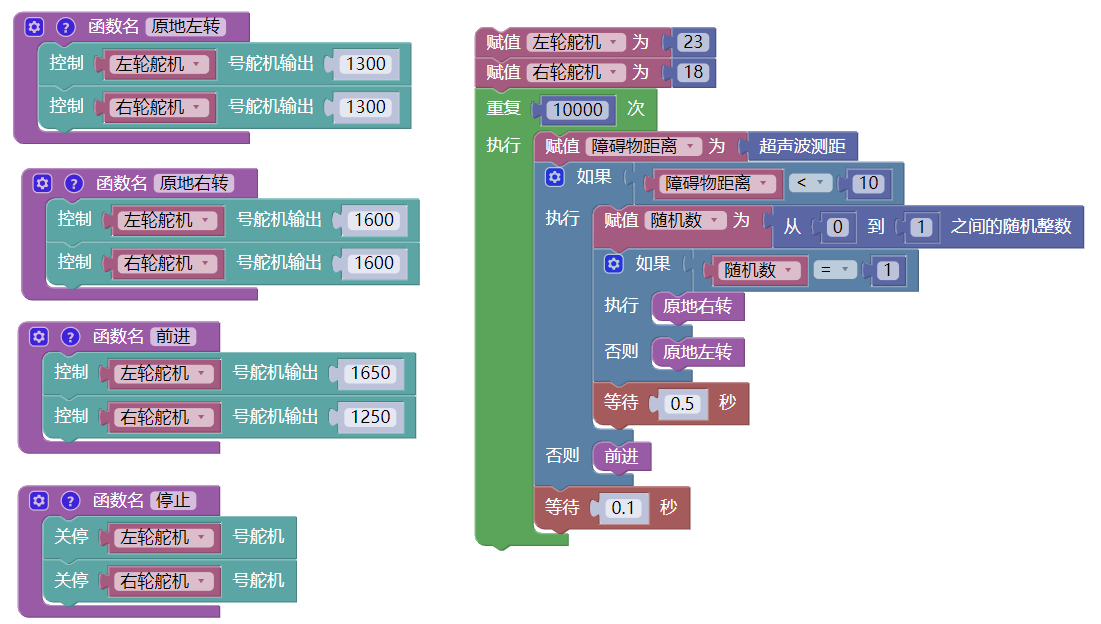 ? 函数名 原地左转
控制 左轮舵机 号舵机输出 1300
控制 右轮舵机 号舵机输出 1300
? 函数名 原地右转
控制 左轮舵机 号舵机输出 1600
控制 右轮舵机 号舵机输出 1600
? 函数名 前进
控制 左轮舵机 号舵机输出 1650
控制 右轮舵机 号舵机输出 1250
? 函数名 停止
关停 左轮舵机 号舵机
关停 右轮舵机 号舵机
赋值 左轮舵机 为 23
赋值 右轮舵机 为 18
重复 10000 次
执行 赋值 障碍物距离 为 超声波测距
如果 障碍物距离 < 10
执行 赋值 随机数 为 从 0 到 1 之间的随机整数
如果 随机数 = 1
执行 原地右转
否则 原地左转
等待 0.5 秒
否则 前进
等待 0.1 秒